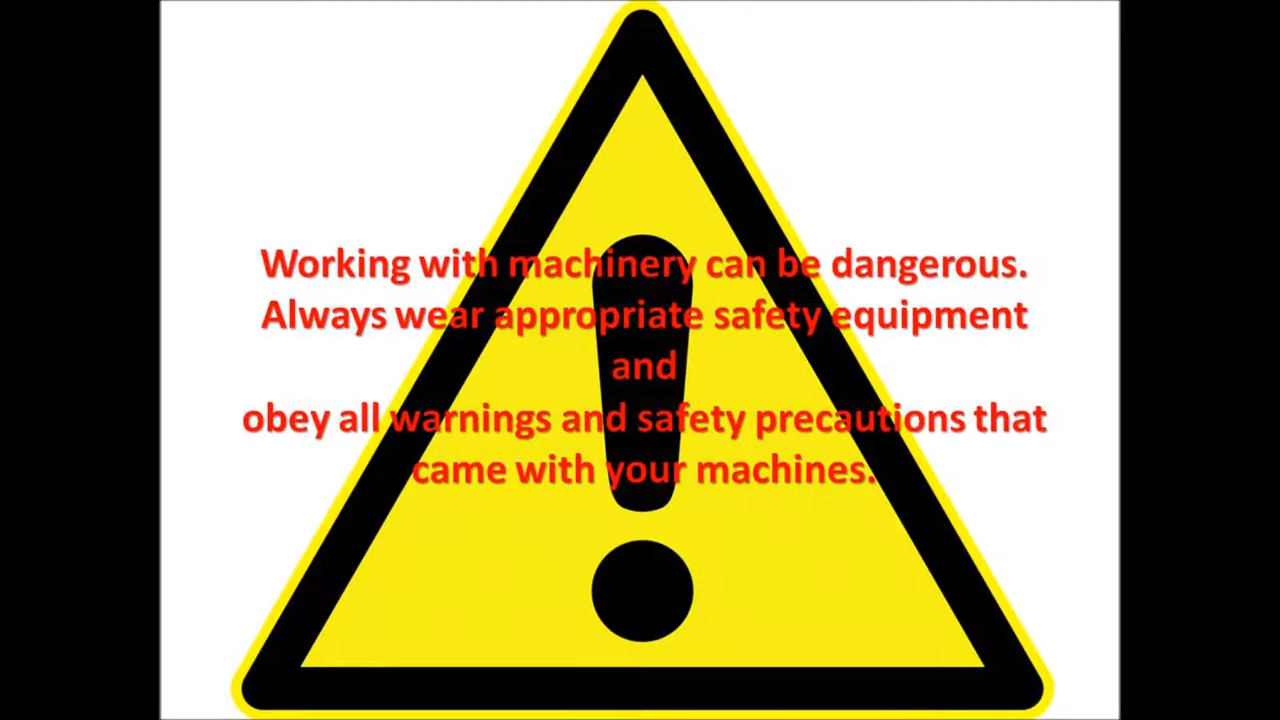 Working with machinery can be dangerous.
Always wear appropriate safety equipment
and
obey all warnings and safety precautions that
came with your machines.